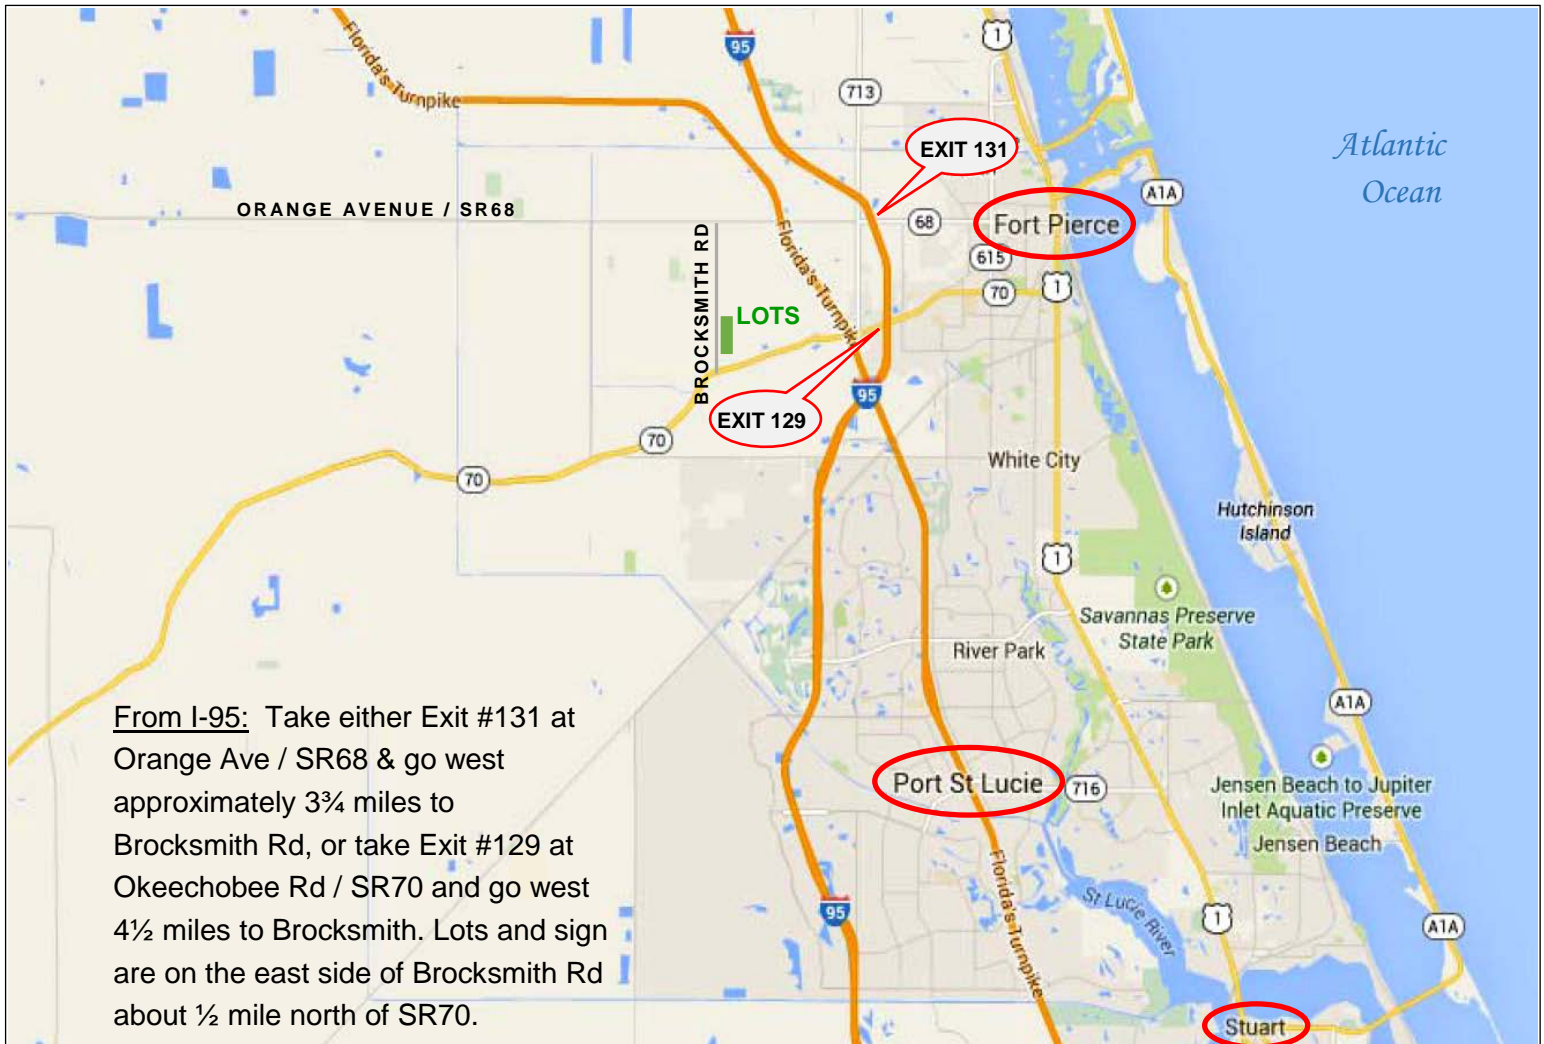 1
Florida's Turnpike
95
713
EXIT 131
Atlantic
Ocean
A1A
ORANGE AVENUE / SR68
68
Fort Pierce
BROCKSMITH RD
Florida's Turnpike
615
70
1
LOTS
95
EXIT 129
70
70
White City
Hutchinson
Island
1
Savannas Preserve
State Park
River Park
A1A
From I-95: Take either Exit #131 at
Orange Ave / SR68 & go west
approximately 3¾ miles to
Brocksmith Rd, or take Exit #129 at
Okeechobee Rd / SR70 and go west
4½ miles to Brocksmith. Lots and sign
are on the east side of Brocksmith Rd
about ½ mile north of SR70.
Port St Lucie
716
Jensen Beach to Jupiter
Inlet Aquatic Preserve
Jensen Beach
Florida's Turnpike
St Lucie River
95
1
A1A
Stuart